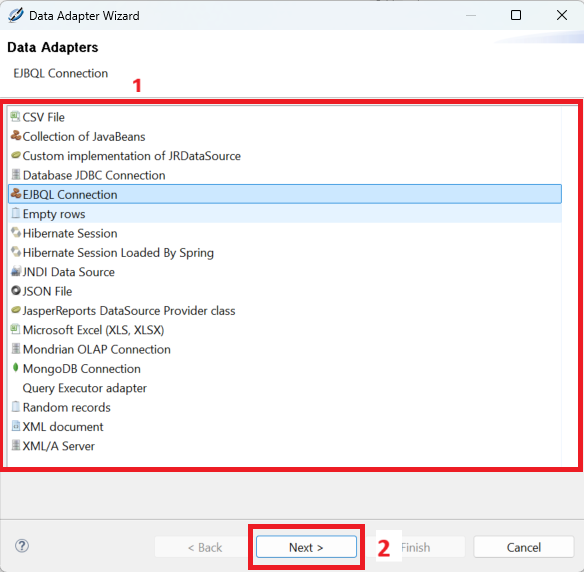 Data Adapter Wizard
Data Adapters
EJBQL Connection
1
CSV File
Collection of JavaBeans
Custom implementation of JRDataSource
Database JDBC Connection
EJBQL Connection
Empty rows
Hibernate Session
Hibernate Session Loaded By Spring
JNDI Data Source
JSON File
JasperReports DataSource Provider class
Microsoft Excel (XLS, XLSX)
Mondrian OLAP Connection
MongoDB Connection
Query Executor adapter
Random records
XML document
XML/A Server
? < Back Next > 2 Finish Cancel